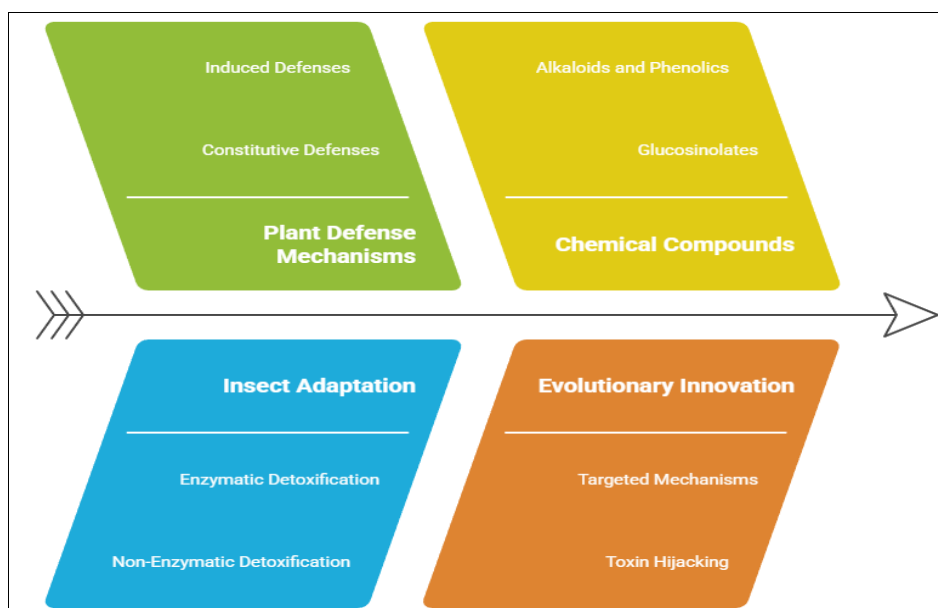 Induced Defenses
Constitutive Defenses
Plant Defense
Mechanisms
Alkaloids and Phenolics
Glucosinolates
Chemical Compounds
Insect Adaptation
Enzymatic Detoxification
Non-Enzymatic Detoxification
Evolutionary Innovation
Targeted Mechanisms
Toxin Hijacking